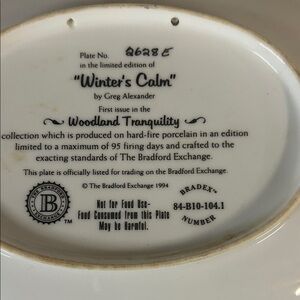 Plate No. 2628E
in the limited edition of
"Winter's Calm"
by Greg Alexander
First issue in the
Woodland Tranquility
collection which is produced on hard-fire porcelain in an edition
limited to a maximum of 95 firing days and crafted to the
exacting standards of The Bradford Exchange.
This plate is officially listed for trading on the Bradford Exchange.
© The Bradford Exchange 1994
THE BRADFORD EXCHANGE
B
TM
Not for Food Use-
Food Consumed from this Plate
May be Harmful.
BRADEX
84-B10-104.1
NUMBER